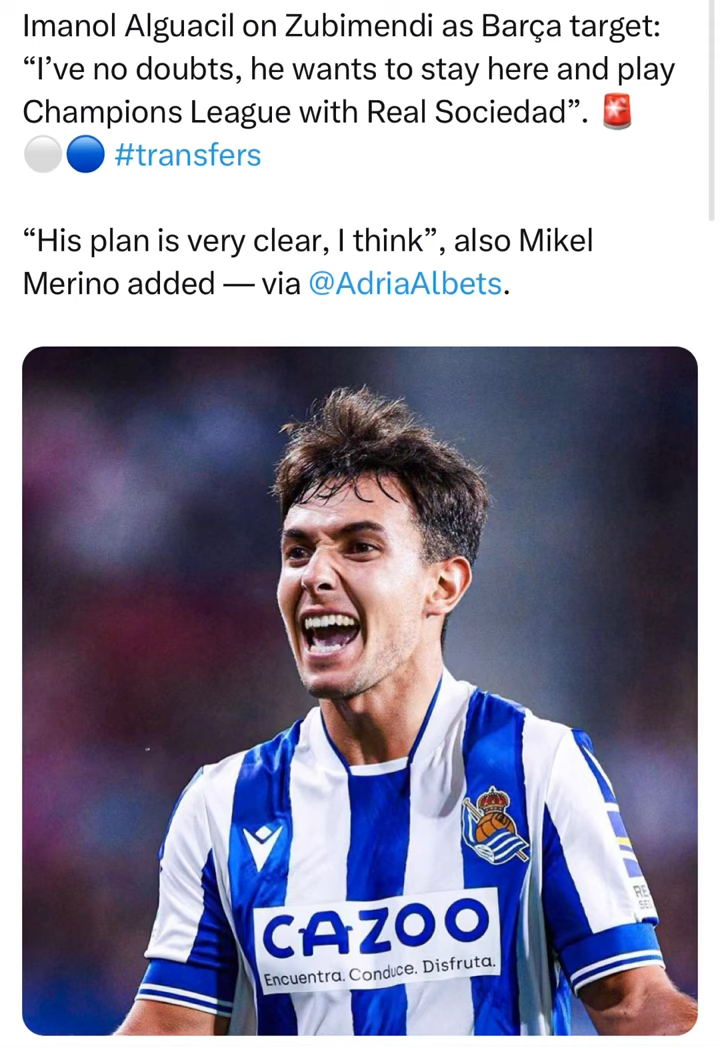 Imanol Alguacil on Zubimendi as Barça target:
“I’ve no doubts, he wants to stay here and play
Champions League with Real Sociedad”. 🚨
⚪️🔵 #transfers
“His plan is very clear, I think”, also Mikel
Merino added — via @AdriaAlbets.
CAZOO
Encuentra. Conduce. Disfruta.